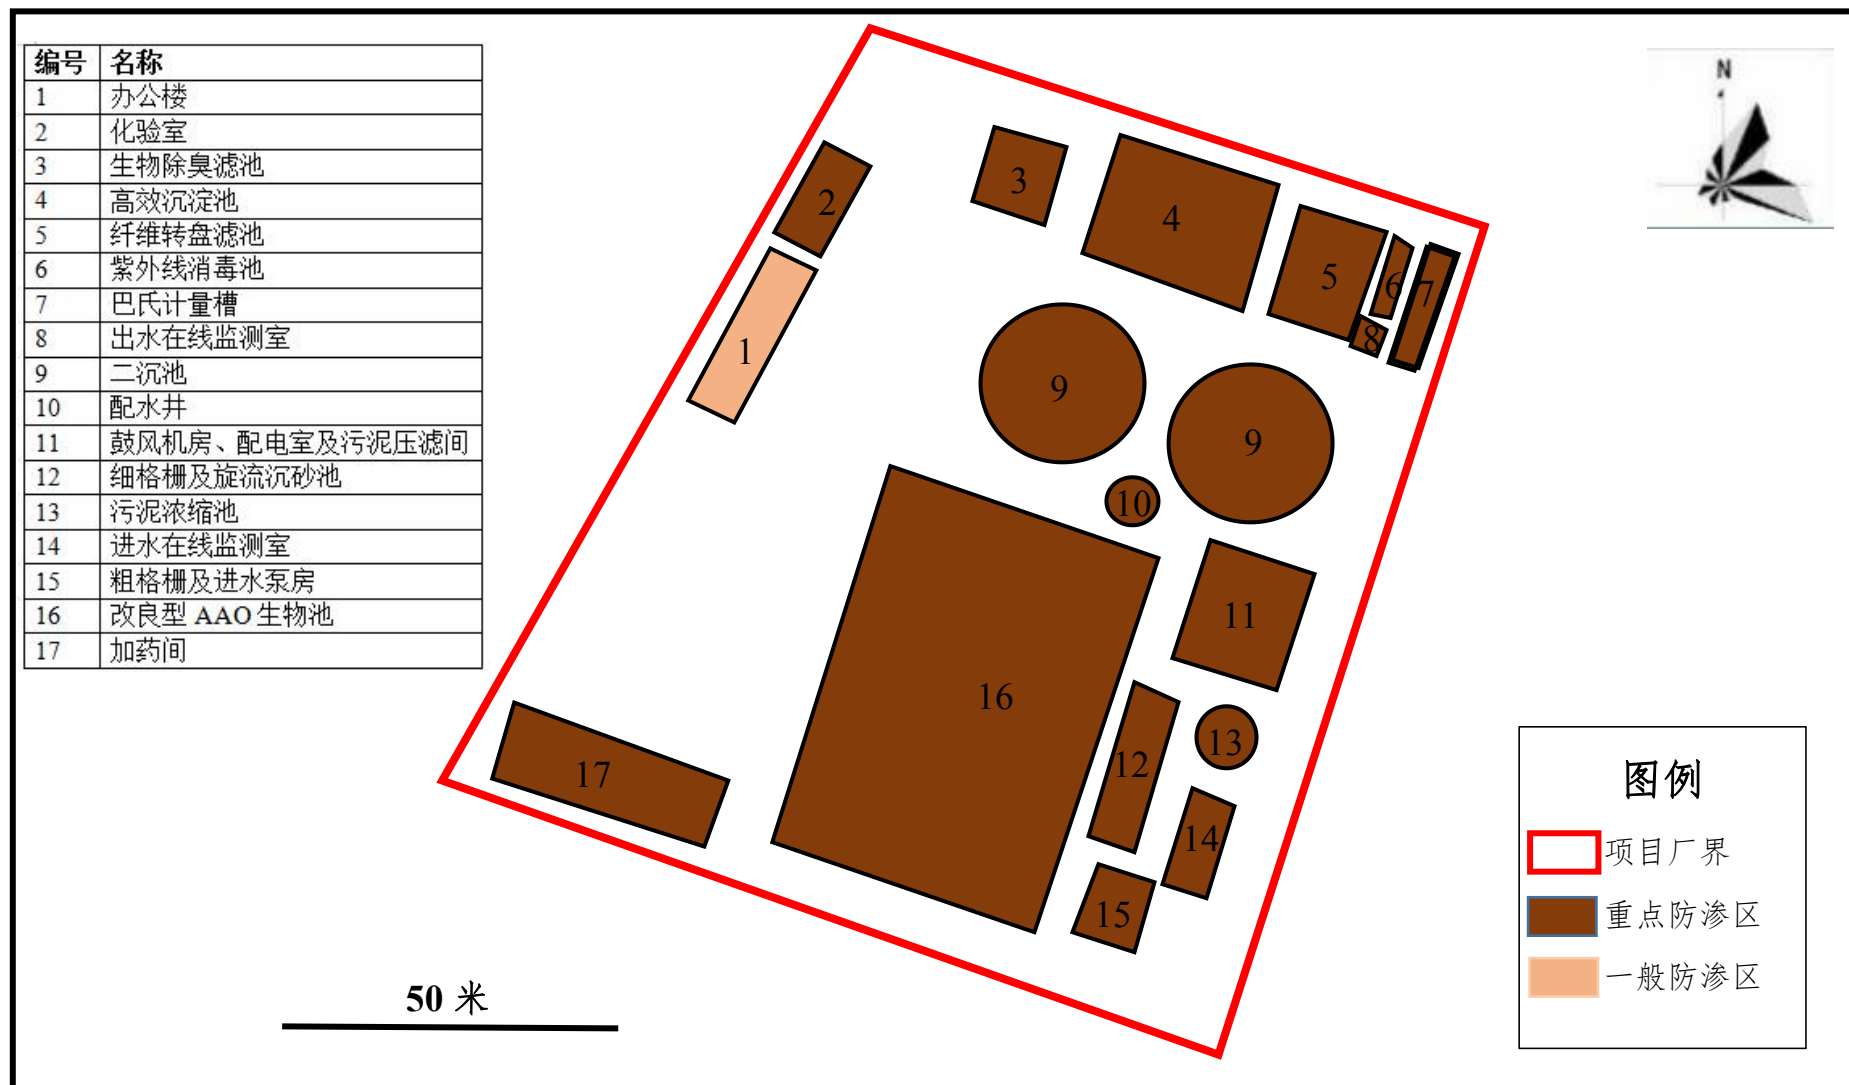 编号 名称
1 办公楼
2 化验室
3 生物除臭滤池
4 高效沉淀池
5 纤维转盘滤池
6 紫外线消毒池
7 巴氏计量槽
8 出水在线监测室
9 二沉池
10 配水井
11 鼓风机房、配电室及污泥压滤间
12 细格栅及旋流沉砂池
13 污泥浓缩池
14 进水在线监测室
15 粗格栅及进水泵房
16 改良型 AAO 生物池
17 加药间
N
3
2
4
5
6
7
8
1
9
9
10
11
16
13
12
17
14
15
50 米
图例
项目厂界
重点防渗区
一般防渗区